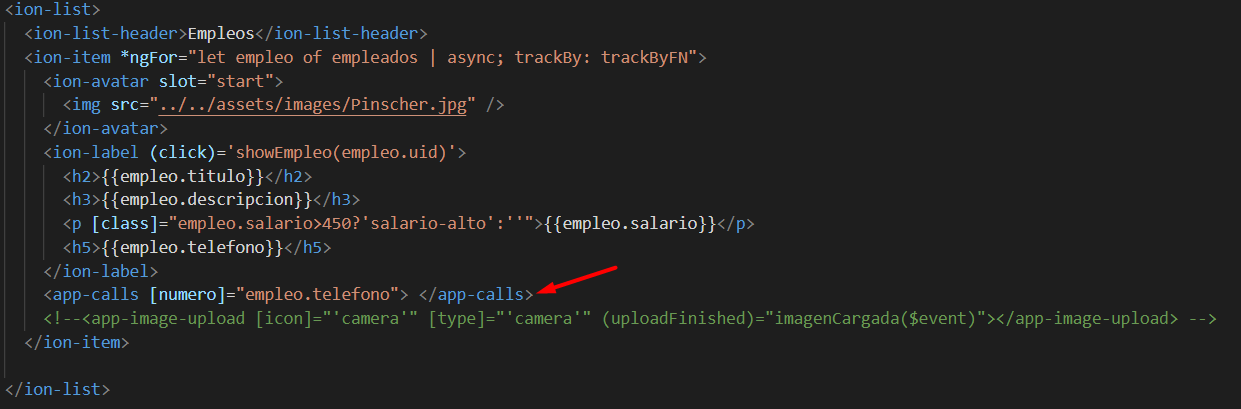 <ion-list>
<ion-list-header>Empleos</ion-list-header>
<ion-item *ngFor="let empleo of empleados | async; trackBy: trackByFN">
<ion-avatar slot="start">
<img src="../../assets/images/Pinscher.jpg" />
</ion-avatar>
<ion-label (click)='showEmpleo(empleo.uid)'>
<h2>{{empleo.titulo}}</h2>
<h3>{{empleo.descripcion}}</h3>
<p [class]="empleo.salario>450?'salario-alto':''">{{empleo.salario}}</p>
<h5>{{empleo.telefono}}</h5>
</ion-label>
<app-calls [numero]="empleo.telefono"> </app-calls>
<!--<app-image-upload [icon]="'camera'" [type]="'camera'" (uploadFinished)="imagenCargada($event)"></app-image-upload> -->
</ion-item>
</ion-list>